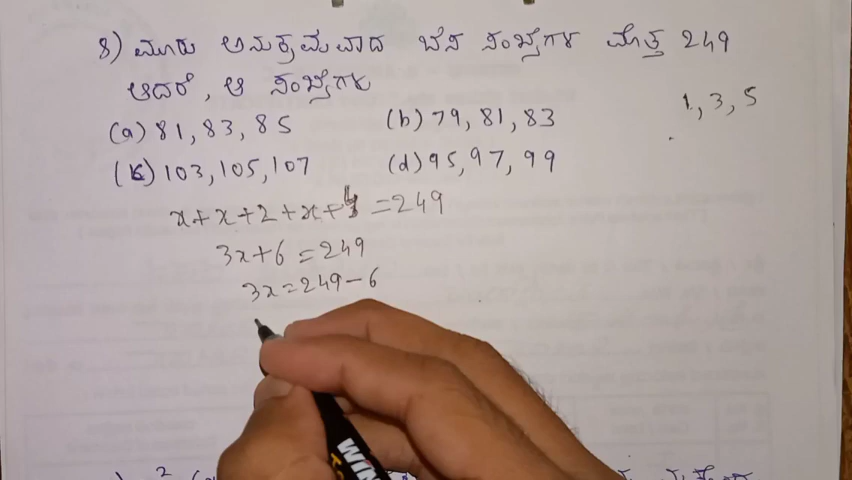 8) ಮೂರು ಅನುಕ್ರಮವಾದ ಬೆಸ ಸಂಖ್ಯೆಗಳ ಮೊತ್ತ 249
ಆದರೆ, ಆ ಸಂಖ್ಯೆಗಳ
1, 3, 5
(a) 81, 83, 85 (b) 79, 81, 83
(c) 103, 105, 107 (d) 95, 97, 99
x+x+2+x+4 = 249
3x+6 = 249
3x = 249-6
WIN